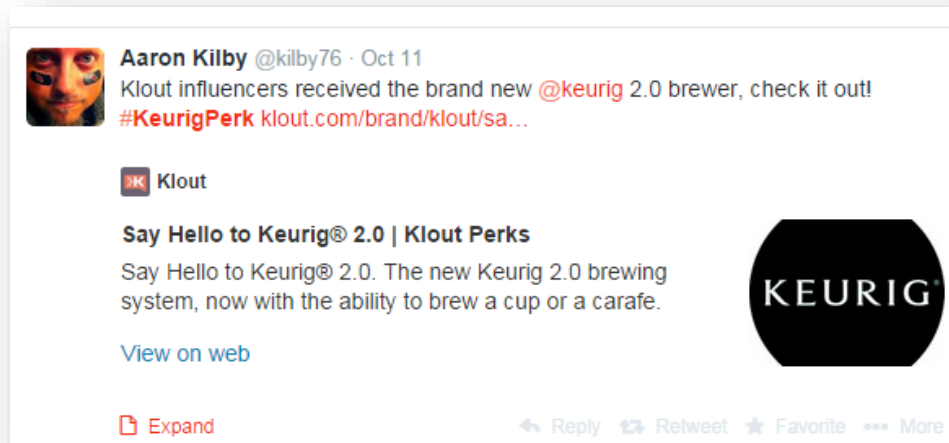 Aaron Kilby @kilby76 · Oct 11
Klout influencers received the brand new @keurig 2.0 brewer, check it out!
#KeurigPerk klout.com/brand/klout/sa…
Klout
Say Hello to Keurig® 2.0 | Klout Perks
Say Hello to Keurig® 2.0. The new Keurig 2.0 brewing
system, now with the ability to brew a cup or a carafe.
KEURIG®
View on web
Expand Reply Retweet Favorite More